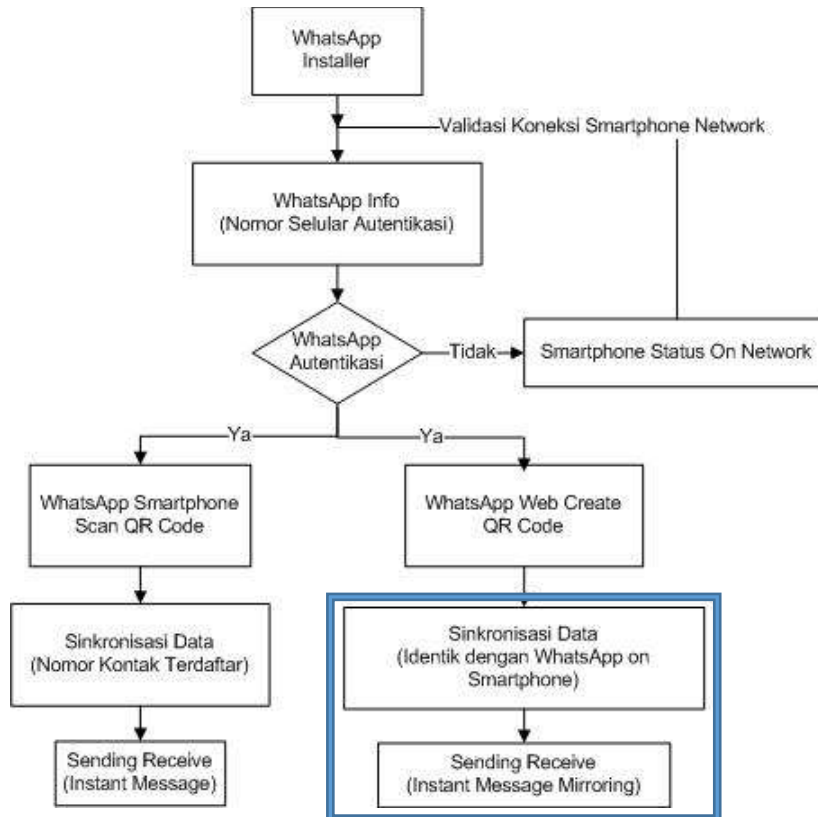 WhatsApp
Installer
Validasi Koneksi Smartphone Network
WhatsApp Info
(Nomor Selular Autentikasi)
WhatsApp
Autentikasi
Tidak
Smartphone Status On Network
Ya
Ya
WhatsApp Smartphone
Scan QR Code
WhatsApp Web Create
QR Code
Sinkronisasi Data
(Nomor Kontak Terdaftar)
Sinkronisasi Data
(Identik dengan WhatsApp on
Smartphone)
Sending Receive
(Instant Message)
Sending Receive
(Instant Message Mirroring)